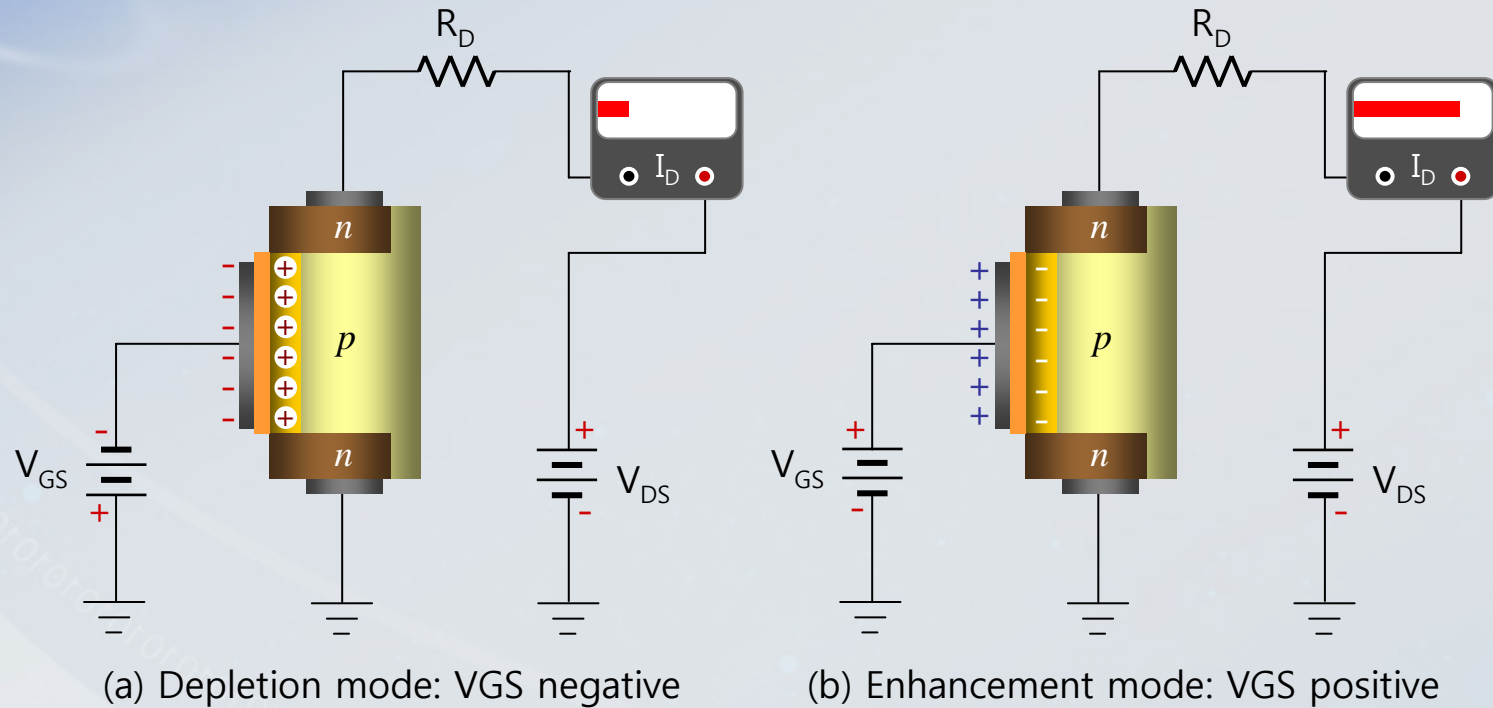 R_D
I_D
n
p
n
- - - - - -
+ + + + + +
-
V_GS
+
+
V_DS
-
(a) Depletion mode: VGS negative
R_D
I_D
n
p
n
+ + + + + +
- - - - - -
+
V_GS
-
+
V_DS
-
(b) Enhancement mode: VGS positive